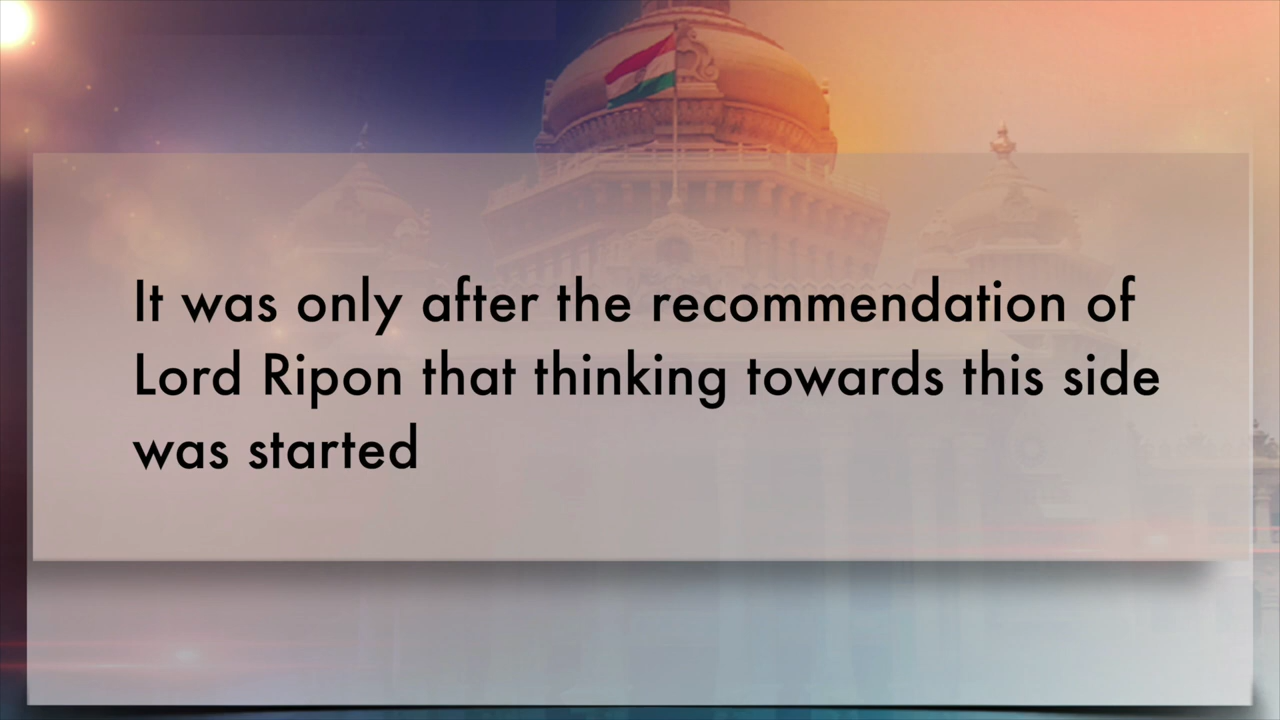 It was only after the recommendation of
Lord Ripon that thinking towards this side
was started